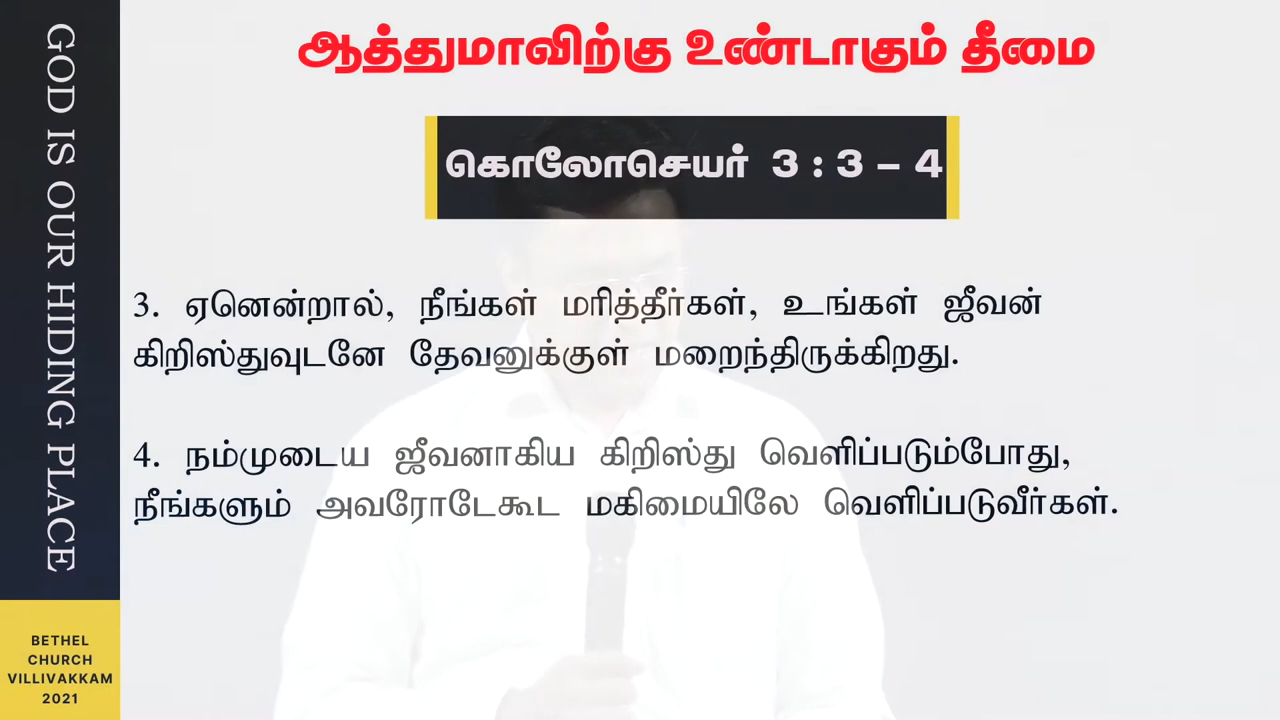 GOD IS OUR HIDING PLACE
BETHEL
CHURCH
VILLIVAKKAM
2021
ஆத்துமாவிற்கு உண்டாகும் தீமை
கொலோசெயர் 3 : 3 – 4
3. ஏனென்றால், நீங்கள் மரித்தீர்கள், உங்கள் ஜீவன்
கிறிஸ்துவுடனே தேவனுக்குள் மறைந்திருக்கிறது.
4. நம்முடைய ஜீவனாகிய கிறிஸ்து வெளிப்படும்போது,
நீங்களும் அவரோடேகூட மகிமையிலே வெளிப்படுவீர்கள்.